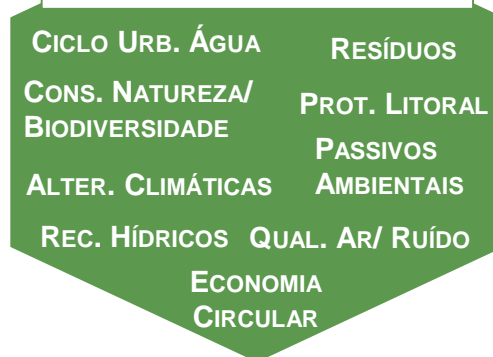 CICLO URB. ÁGUA
RESÍDUOS
CONS. NATUREZA/
BIODIVERSIDADE
PROT. LITORAL
PASSIVOS
AMBIENTAIS
ALTER. CLIMÁTICAS
REC. HÍDRICOS
QUAL. AR/ RUÍDO
ECONOMIA
CIRCULAR